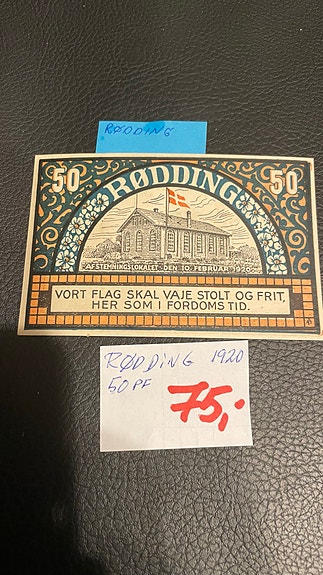 RØDDING
50 50
RØDDING
AFSTEMNINGSLOKALET DEN 10. FEBRUAR 1920
VORT FLAG SKAL VAJE STOLT OG FRIT,
HER SOM I FORDOMS TID.
RØDDING 1920
50 PF
75,-